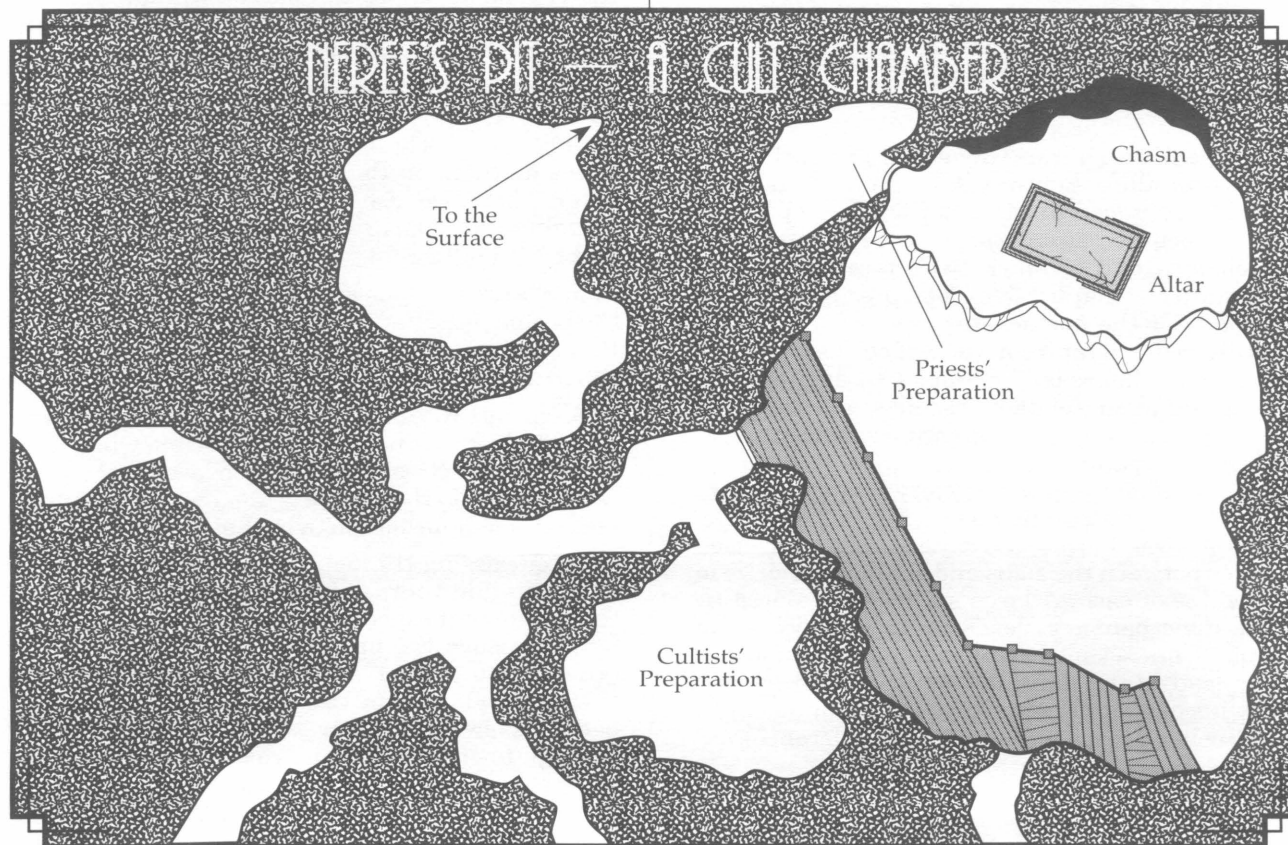 NEREF'S PIT — A CULT CHAMBER
Chasm
To the
Surface
Altar
Priests'
Preparation
Cultists'
Preparation